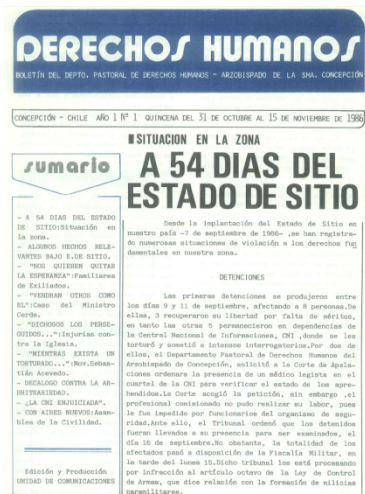 DERECHOS HUMANOS
BOLETÍN DEL DEPTO. PASTORAL DE DERECHOS HUMANOS - ARZOBISPADO DE LA SMA. CONCEPCIÓN
CONCEPCIÓN - CHILE AÑO 1 Nº 1 QUINCENA DEL 31 DE OCTUBRE AL 15 DE NOVIEMBRE DE 1986
sumario
- A 54 DIAS DEL ESTADO
DE SITIO:Situación en
la zona.
- ALGUNOS HECHOS RELE-
VANTES BAJO E.DE SITIO.
- "NOS QUIEREN QUITAR
LA ESPERANZA":Familiares
de Exiliados.
- "VENDRAN OTROS COMO
EL":Caso del Ministro
Cerda.
- "DICHOSOS LOS PERSE-
GUIDOS...":Injurias con-
tra la Iglesia.
- "MIENTRAS EXISTA UN
TORTURADO...":Mov.Sebas-
tián Acevedo.
- DECALOGO CONTRA LA AR-
BITRARIEDAD.
- ¿LA CNI ENJUICIADA".
- CON AIRES NUEVOS:Asam-
blea de la Civilidad.
Edición y Producción
UNIDAD DE COMUNICACIONES
SITUACION EN LA ZONA
A 54 DIAS DEL
ESTADO DE SITIO
Desde la implantación del Estado de Sitio en
nuestro país -7 de septiembre de 1986- ,se han registra-
do numerosas situaciones de violación a los derechos fun
damentales en nuestra zona.
DETENCIONES
Las primeras detenciones se produjeron entre
los días 9 y 11 de septiembre, afectando a 8 personas.De
ellas, 3 recuperaron su libertad por falta de méritos,
en tanto las otras 5 permanecieron en dependencias de
la Central Nacional de Informaciones, CNI ,donde se les
torturó y sometió a intensos interrogatorios.Por dos de
ellos, el Departamento Pastoral de Derechos Humanos del
Arzobispado de Concepción, solicitó a la Corte de Apela-
ciones ordenara la presencia de un médico legista en el
cuartel de la CNI para verificar el estado de los apre-
hendidos.La Corte acogió la petición, sin embargo ,el
profesional comisionado no pudo realizar su labor, pues
le fue impedida por funcionarios del organismo de segu-
ridad.Ante ello, el Tribunal ordenó que los detenidos
fueran llevados a su presencia para ser examinados, el
día 16 de septiembre.No obstante, la totalidad de los
afectados pasó a disposición de la Fiscalía Militar, en
la tarde del lunes 15.Dicho tribunal los está procesando
por infracción al artículo octavo de la Ley de Control
de Armas, que dice relación con la formación de milicias
paramilitares.